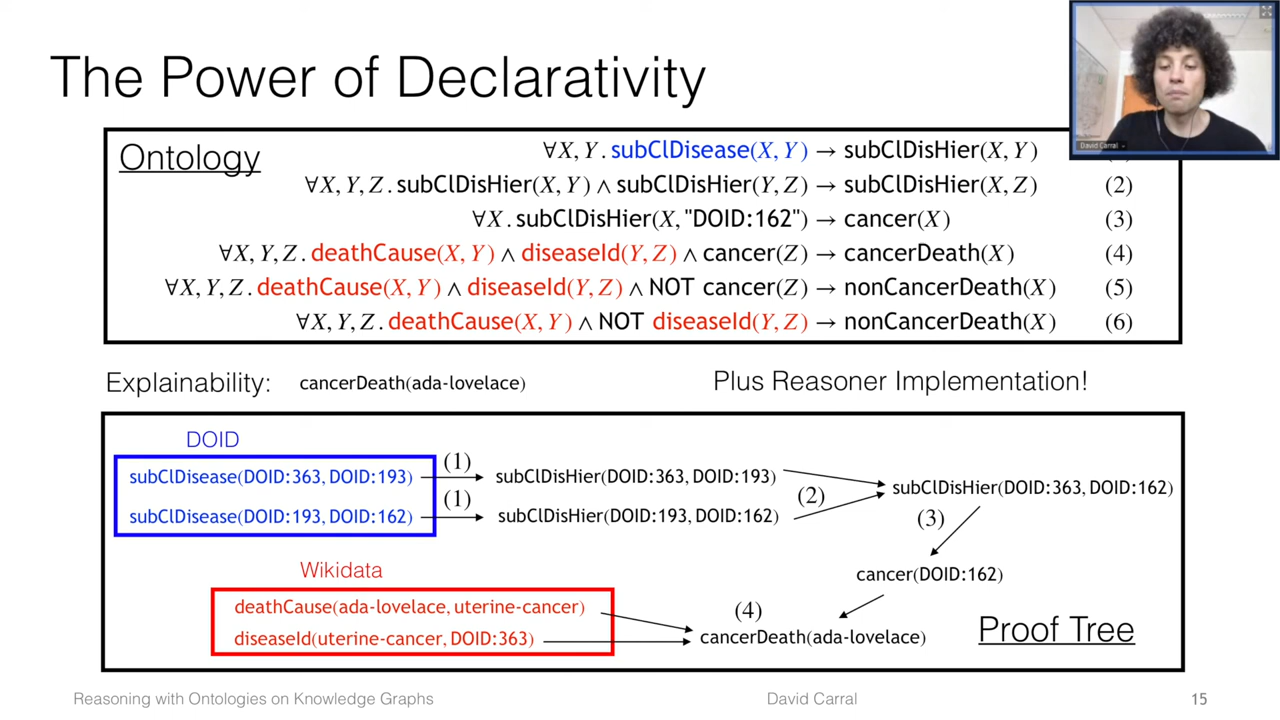 The Power of Declarativity
David Carral
Ontology
∀X, Y . subClDisease(X, Y) → subClDisHier(X, Y)
∀X, Y, Z . subClDisHier(X, Y) ∧ subClDisHier(Y, Z) → subClDisHier(X, Z) (2)
∀X . subClDisHier(X, "DOID:162") → cancer(X) (3)
∀X, Y, Z . deathCause(X, Y) ∧ diseaseId(Y, Z) ∧ cancer(Z) → cancerDeath(X) (4)
∀X, Y, Z . deathCause(X, Y) ∧ diseaseId(Y, Z) ∧ NOT cancer(Z) → nonCancerDeath(X) (5)
∀X, Y, Z . deathCause(X, Y) ∧ NOT diseaseId(Y, Z) → nonCancerDeath(X) (6)
Explainability: cancerDeath(ada-lovelace)
Plus Reasoner Implementation!
DOID
subClDisease(DOID:363, DOID:193) (1) subClDisHier(DOID:363, DOID:193)
subClDisease(DOID:193, DOID:162) (1) subClDisHier(DOID:193, DOID:162)
(2) subClDisHier(DOID:363, DOID:162)
(3)
cancer(DOID:162)
Wikidata
deathCause(ada-lovelace, uterine-cancer)
diseaseId(uterine-cancer, DOID:363)
(4)
cancerDeath(ada-lovelace)
Proof Tree
Reasoning with Ontologies on Knowledge Graphs David Carral 15